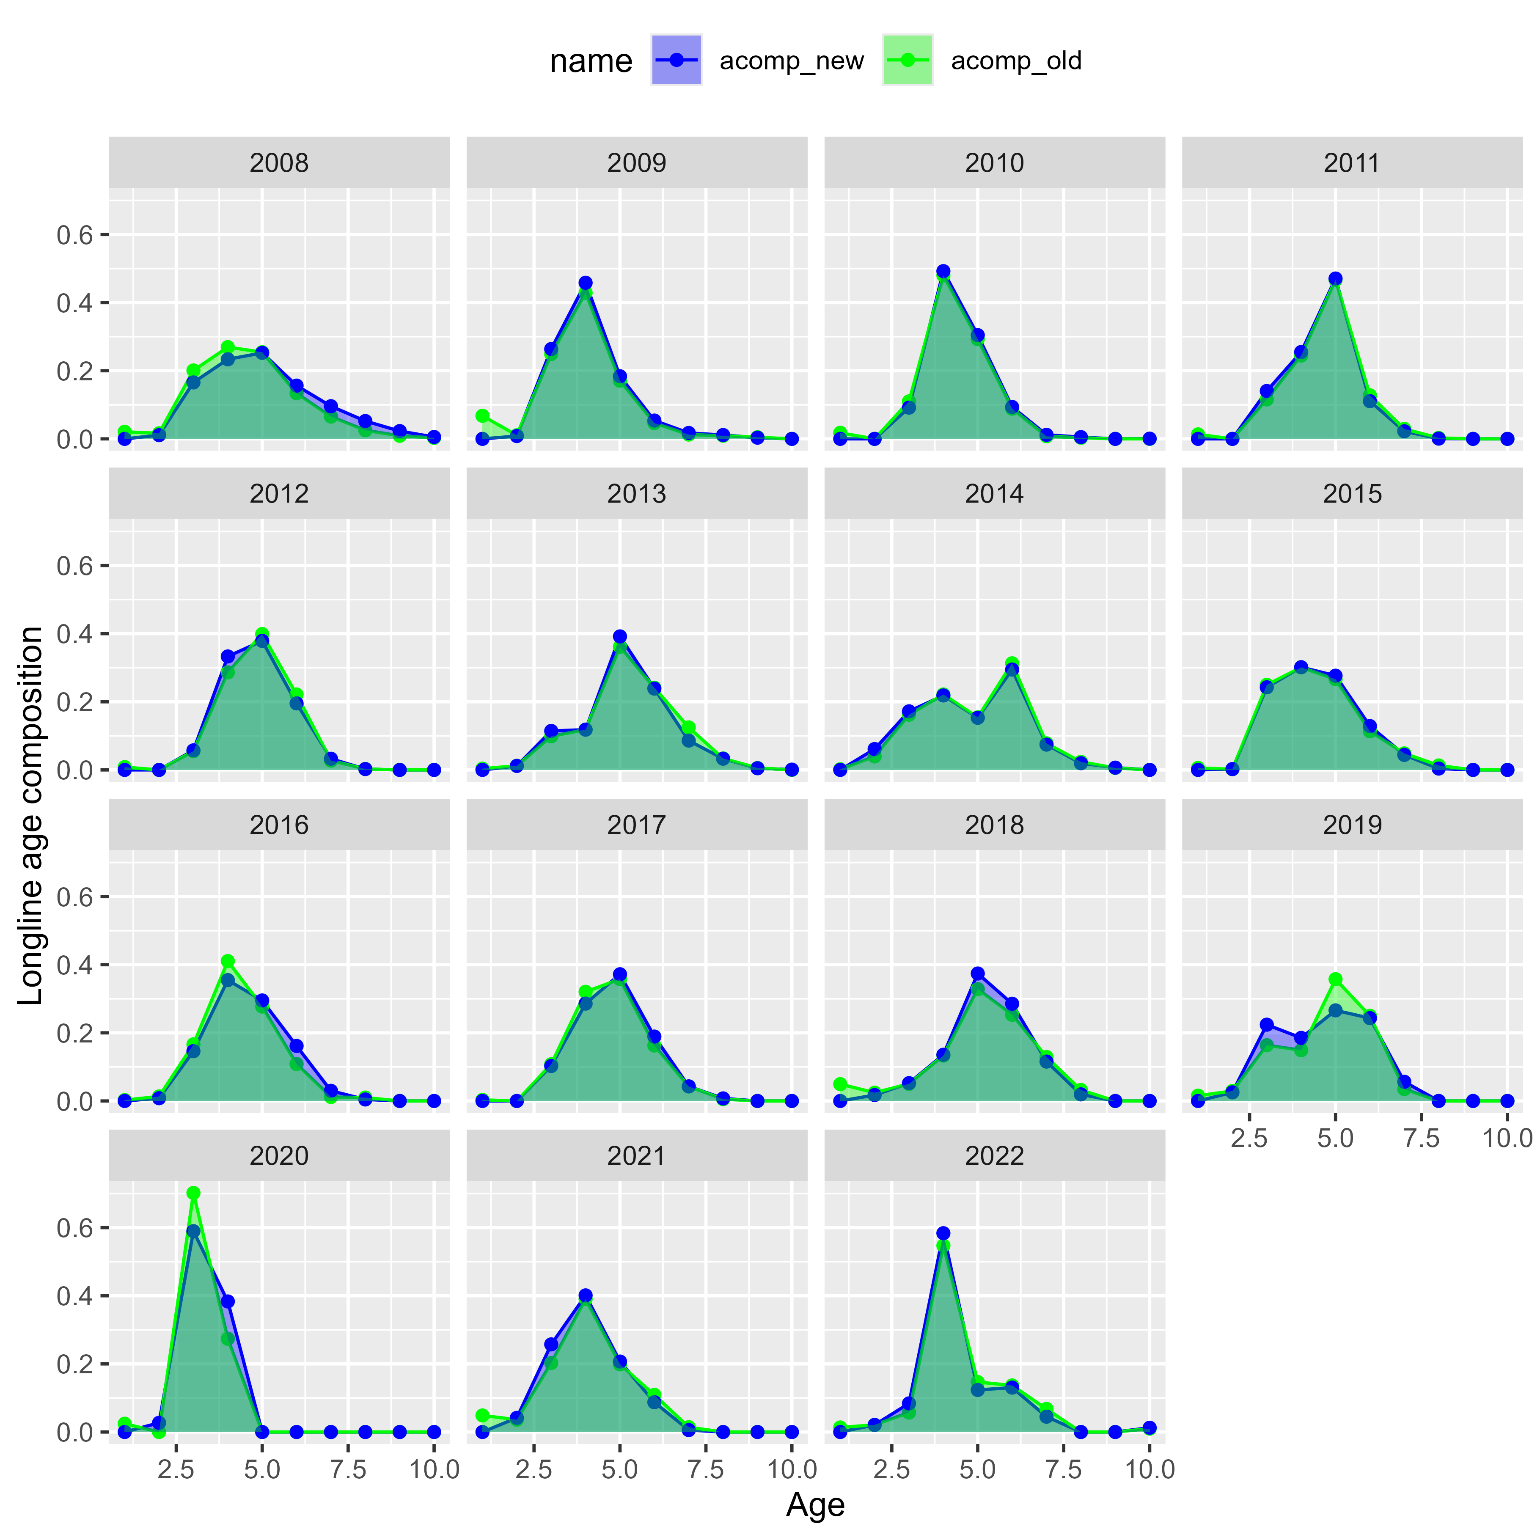 name acomp_new acomp_old
2008 2009 2010 2011
0.6
0.4
0.2
0.0
2012 2013 2014 2015
0.6
0.4
0.2
0.0
2016 2017 2018 2019
0.6
0.4
0.2
0.0
2.5 5.0 7.5 10.0
2020 2021 2022
0.6
0.4
0.2
0.0
2.5 5.0 7.5 10.0 2.5 5.0 7.5 10.0 2.5 5.0 7.5 10.0
Age
Longline age composition